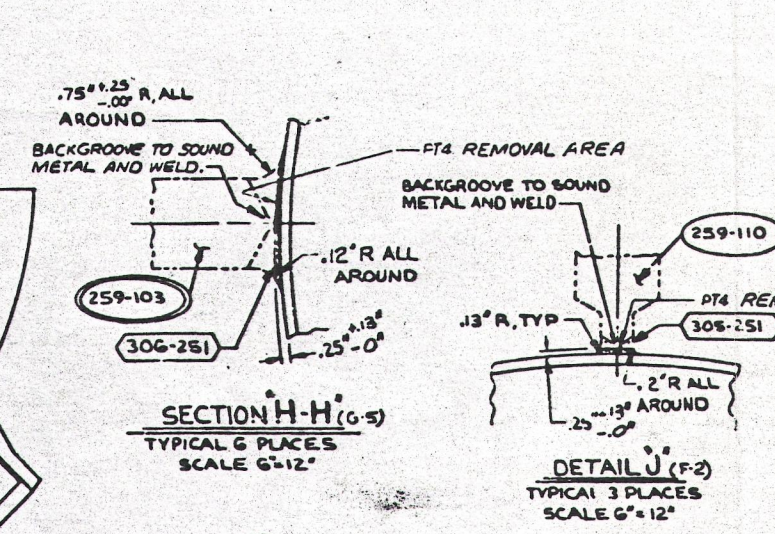 .75" +.25" -.00" R, ALL
AROUND
BACKGROOVE TO SOUND
METAL AND WELD.
PT4 REMOVAL AREA
.12" R ALL
AROUND
259-103
306-251
.25" +.13" -0"
SECTION "H-H" (G-5)
TYPICAL 6 PLACES
SCALE 6"=12"
BACKGROOVE TO SOUND
METAL AND WELD
259-110
PT4 REM
.13" R, TYP
305-251
2" R ALL
AROUND
.25" +.13" -.0"
DETAIL "J" (F-2)
TYPICAL 3 PLACES
SCALE 6"=12"